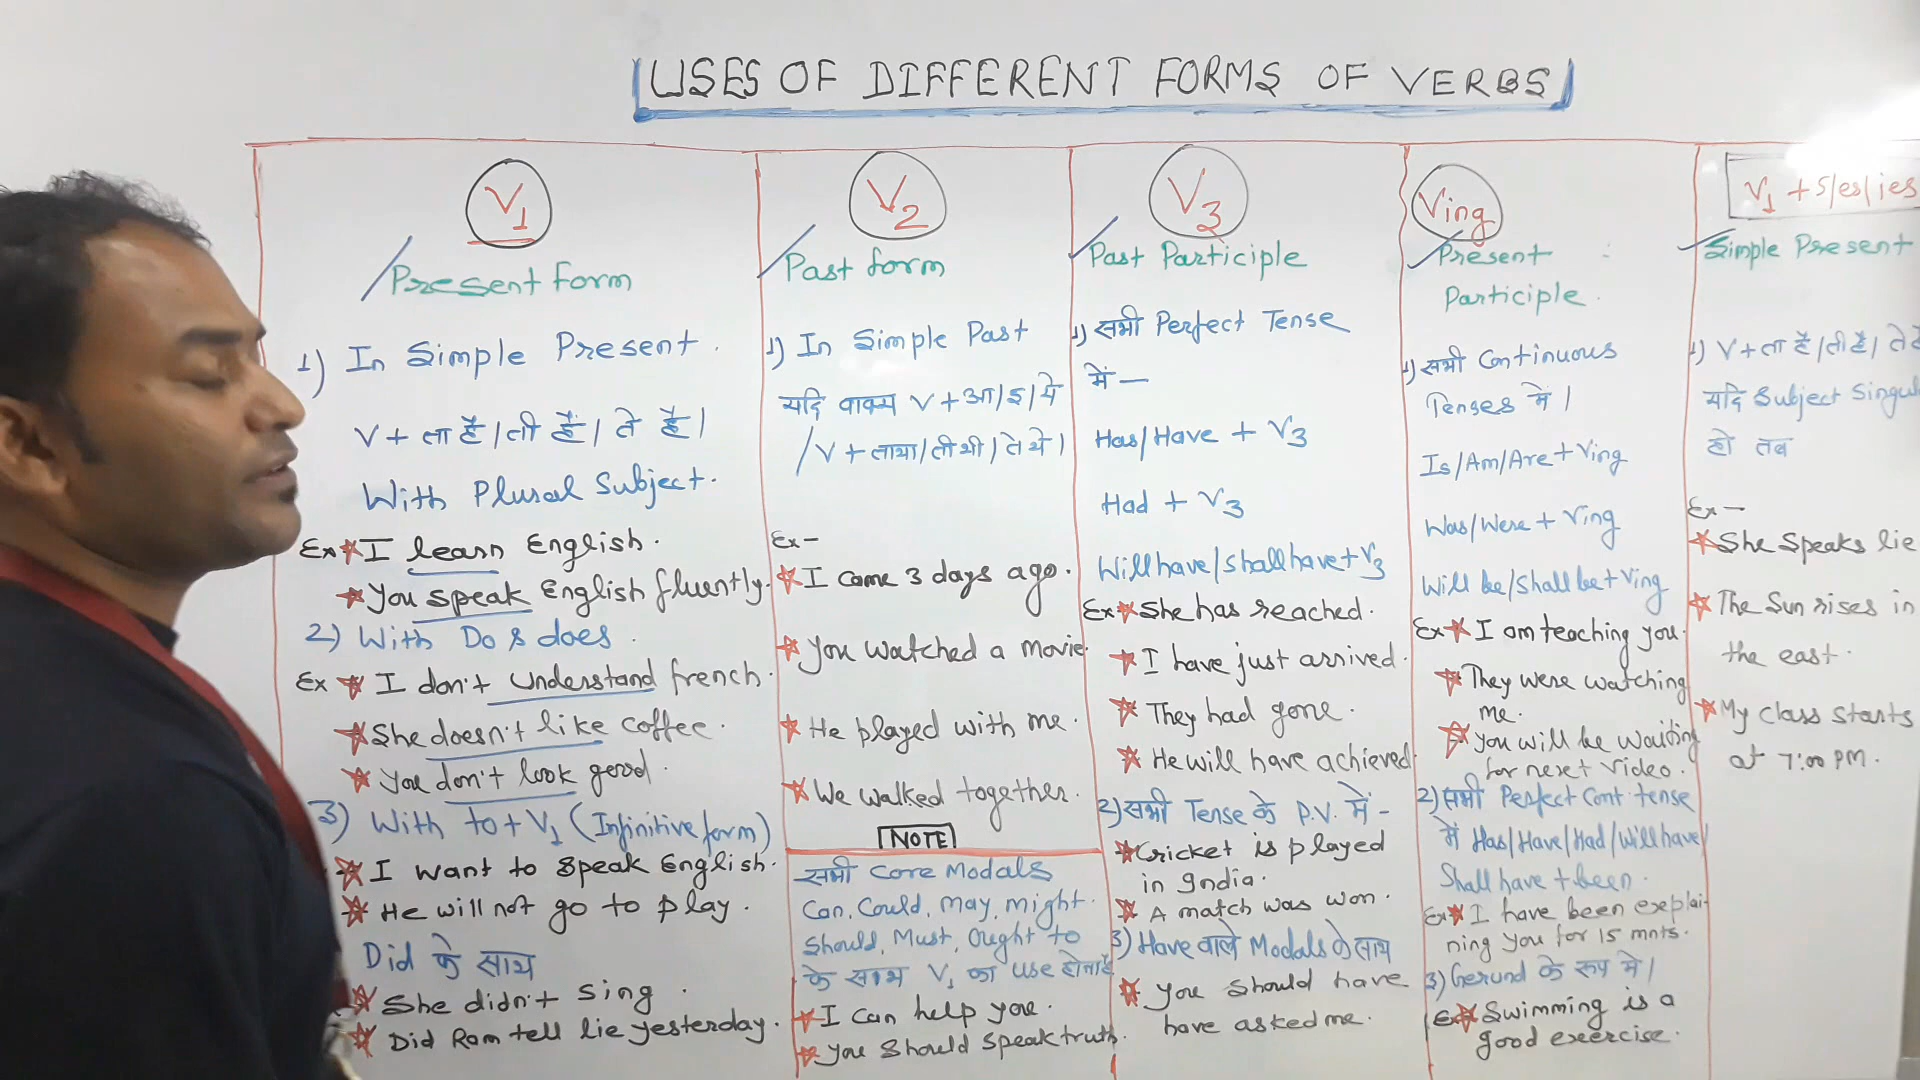 USES OF DIFFERENT FORMS OF VERBS
V1
Present form
1) In Simple Present.
V + ता है/ती है/ ते है/
With Plural Subject.
Ex * I learn English.
* You speak English fluently.
2) With Do & does.
Ex * I don't understand french.
* She doesn't like coffee.
* You don't look good.
3) With to + V1 (Infinitive form)
* I want to speak English.
* He will not go to play.
Did के साथ
* She didn't sing.
* Did Ram tell lie yesterday.
V2
Past form
1) In Simple Past
यदि वाक्य V + आ/इ/ये
/V + ताथा/ती थी/ ते थे/
Ex-
* I came 3 days ago.
* You watched a movie.
* He played with me.
* We walked together.
NOTE
सभी Core Modals
Can, Could, May, might.
Should, Must, Ought to
के साथ V1 का use होता है
* I can help you.
* You should speak truth.
V3
Past Participle
1) सभी Perfect Tense
में -
Has/Have + V3
Had + V3
Will have/Shall have + V3
Ex * She has reached.
* I have just arrived.
* They had gone.
* He will have achieved
2) सभी Tense के P.V. में -
* Cricket is played
in India.
* A match was won.
3) Have वाले Modals के साथ
* You should have
have asked me.
Ving
Present
Participle.
1) सभी Continuous
Tenses में /
Is/Am/Are + Ving
Was/Were + Ving
Will be/Shall be + Ving
Ex * I am teaching you.
* They were watching
me.
* You will be waiting
for next video.
2) सभी Perfect Cont. tense
में Has/Have/Had/Will have/
Shall have + been.
Ex * I have been explai-
ning you for 15 mnts.
3) Gerund के रूप में /
Ex * Swimming is a
good exercise.
V1 + s/es/ies
Simple Present
1) V + ता है/ती है/ ते है
यदि Subject Singul
हो तब
Ex -
* She speaks lie
* The Sun rises in
the east.
* My class starts
at 7:00 PM.